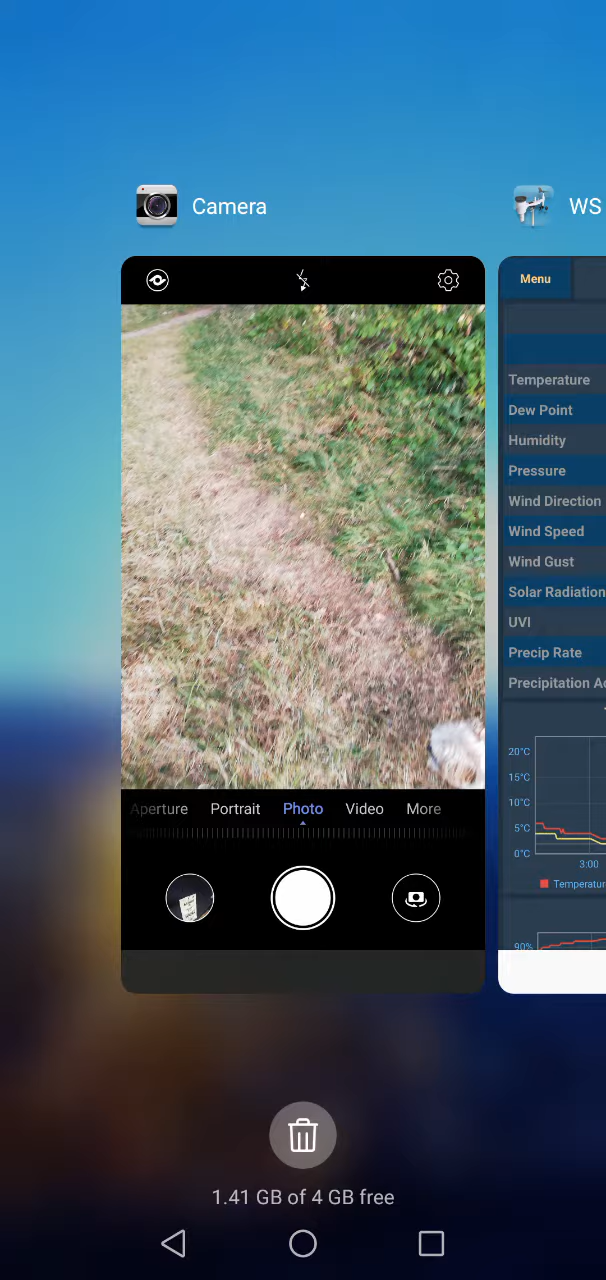 Camera
WS
Menu
Temperature
Dew Point
Humidity
Pressure
Wind Direction
Wind Speed
Wind Gust
Solar Radiation
UVI
Precip Rate
Precipitation
20°C
15°C
10°C
5°C
0°C
3:00
Temperatur
90%
Aperture Portrait Photo Video More
1.41 GB of 4 GB free